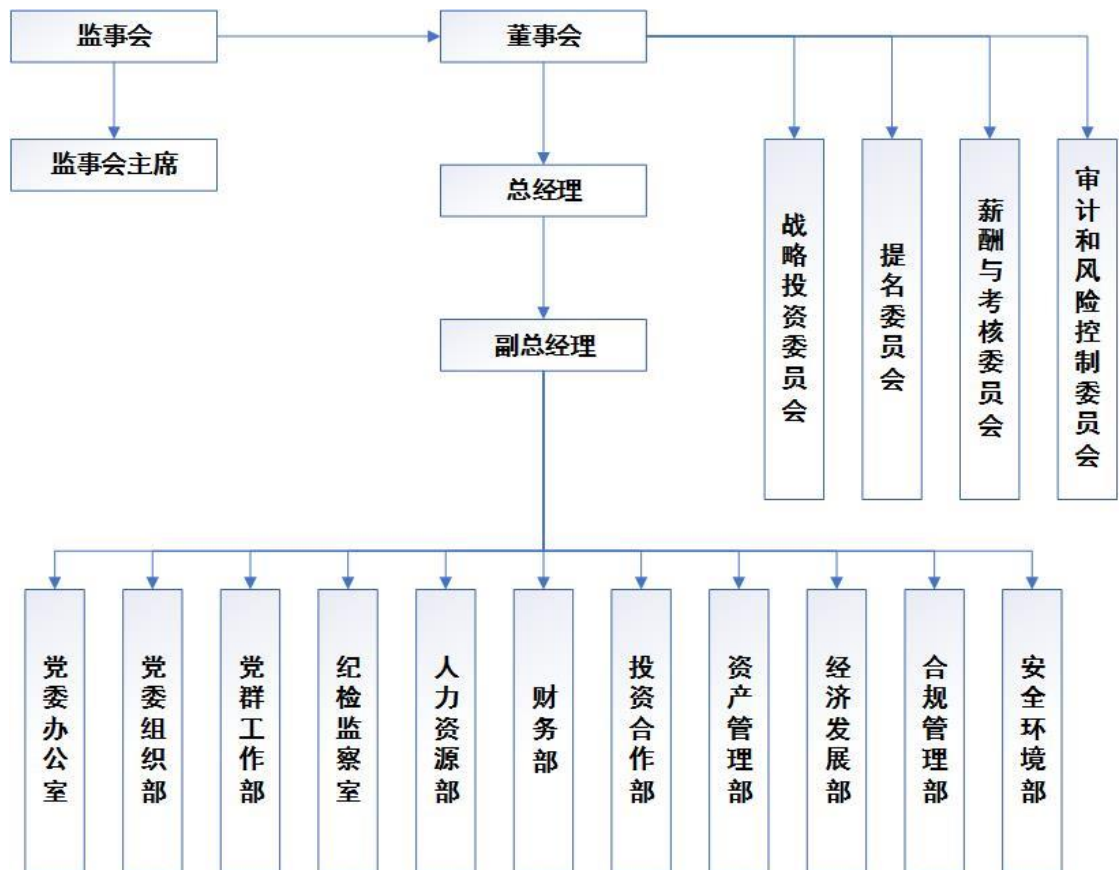 监事会
董事会
监事会主席
总经理
副总经理
战略投资委员会
提名委员会
薪酬与考核委员会
审计和风险控制委员会
党委办公室
党委组织部
党群工作部
纪检监察室
人力资源部
财务部
投资合作部
资产管理部
经济发展部
合规管理部
安全环境部